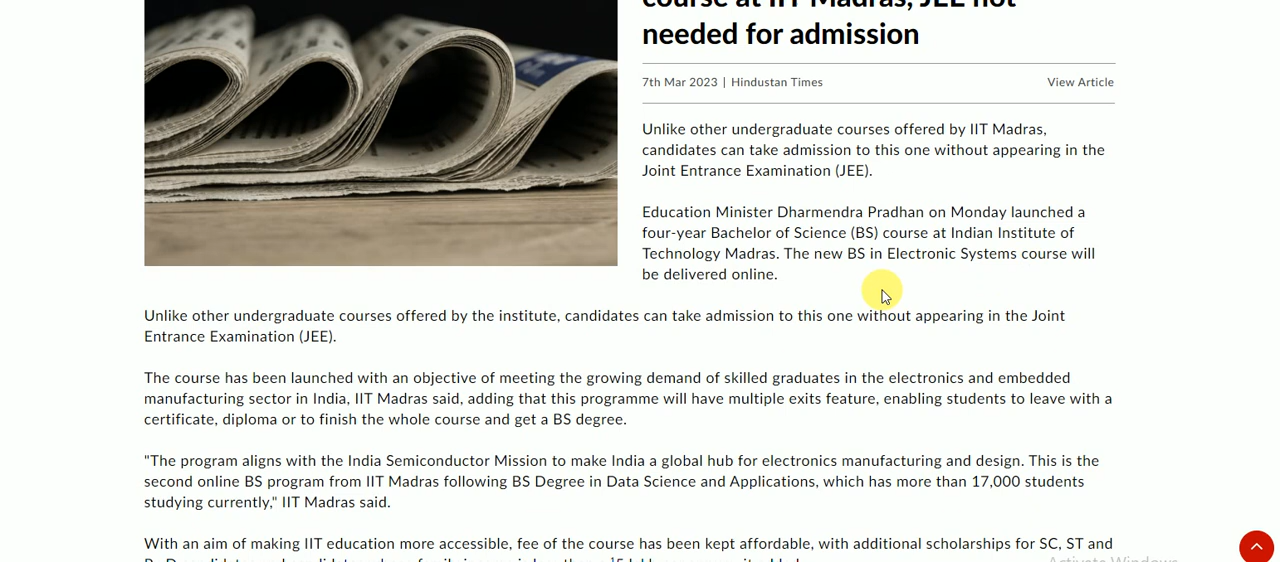 course at IIT Madras, JEE not
needed for admission
7th Mar 2023 | Hindustan Times
View Article
Unlike other undergraduate courses offered by IIT Madras,
candidates can take admission to this one without appearing in the
Joint Entrance Examination (JEE).
Education Minister Dharmendra Pradhan on Monday launched a
four-year Bachelor of Science (BS) course at Indian Institute of
Technology Madras. The new BS in Electronic Systems course will
be delivered online.
Unlike other undergraduate courses offered by the institute, candidates can take admission to this one without appearing in the Joint
Entrance Examination (JEE).
The course has been launched with an objective of meeting the growing demand of skilled graduates in the electronics and embedded
manufacturing sector in India, IIT Madras said, adding that this programme will have multiple exits feature, enabling students to leave with a
certificate, diploma or to finish the whole course and get a BS degree.
"The program aligns with the India Semiconductor Mission to make India a global hub for electronics manufacturing and design. This is the
second online BS program from IIT Madras following BS Degree in Data Science and Applications, which has more than 17,000 students
studying currently," IIT Madras said.
With an aim of making IIT education more accessible, fee of the course has been kept affordable, with additional scholarships for SC, ST and
Activate Windows